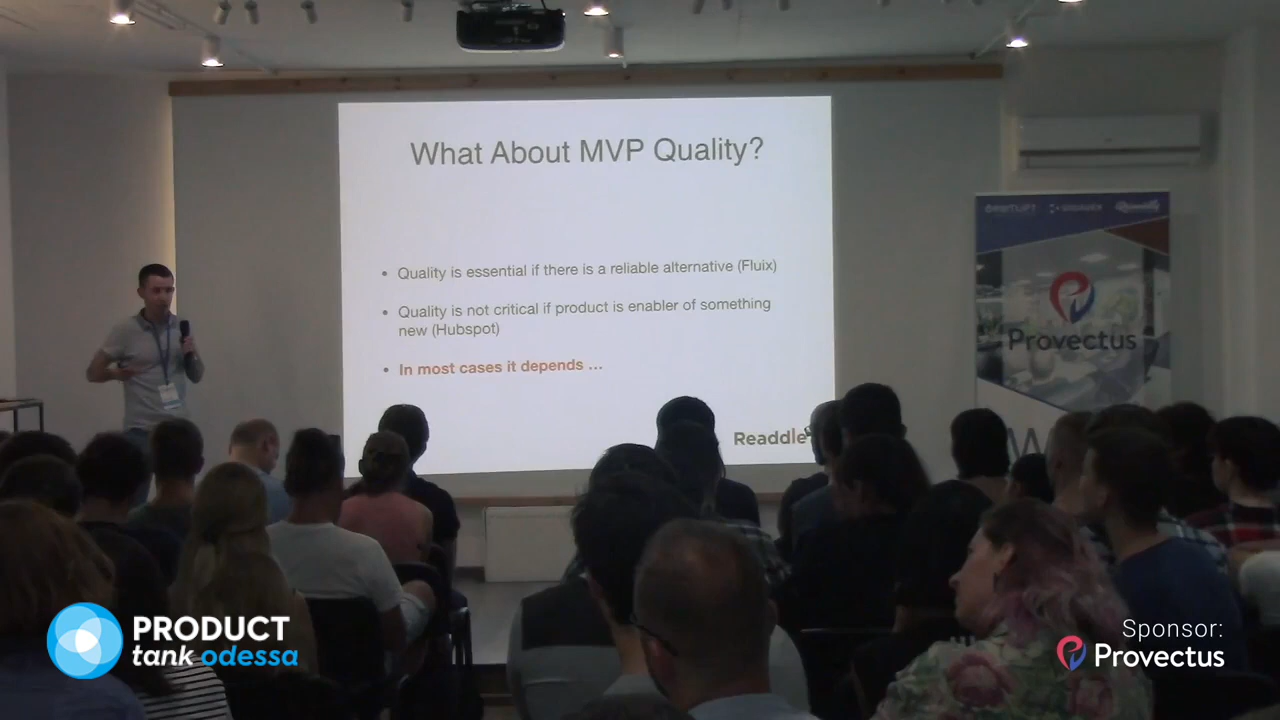 What About MVP Quality?
• Quality is essential if there is a reliable alternative (Fluix)
• Quality is not critical if product is enabler of something
new (Hubspot)
• In most cases it depends ...
Readdle
Provectus
W
PRODUCT
tank odessa
Sponsor:
Provectus